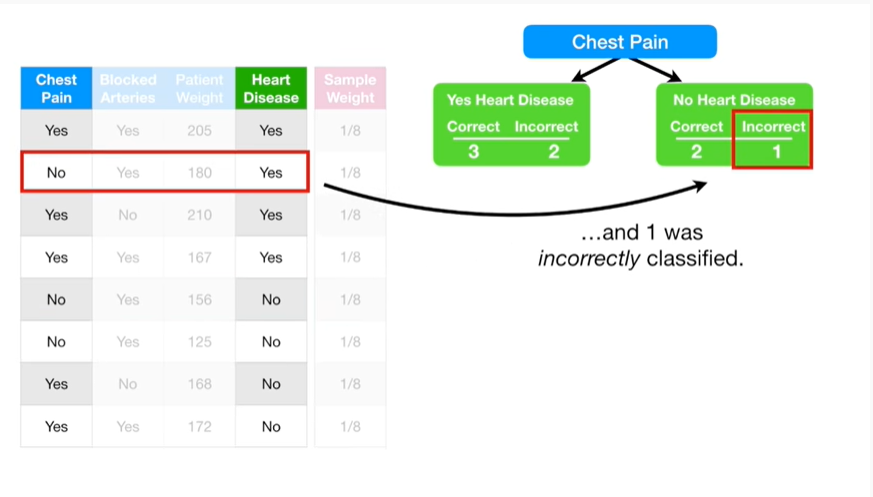 Chest Pain
Chest Pain Blocked Arteries Patient Weight Heart Disease Sample Weight
Yes Yes 205 Yes 1/8
No Yes 180 Yes 1/8
Yes No 210 Yes 1/8
Yes Yes 167 Yes 1/8
No Yes 156 No 1/8
No Yes 125 No 1/8
Yes No 168 No 1/8
Yes Yes 172 No 1/8
Yes Heart Disease
Correct Incorrect
3 2
No Heart Disease
Correct Incorrect
2 1
...and 1 was
incorrectly classified.